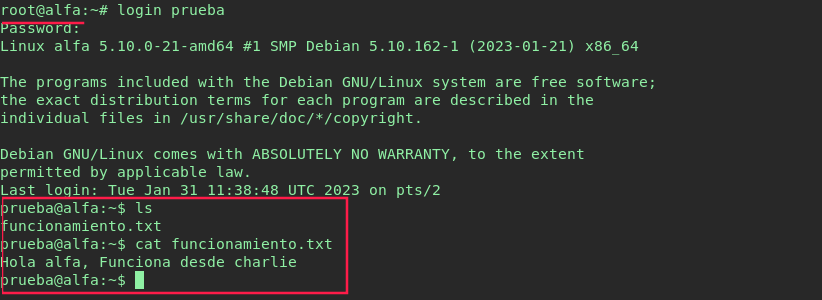 root@alfa:~# login prueba
Password:
Linux alfa 5.10.0-21-amd64 #1 SMP Debian 5.10.162-1 (2023-01-21) x86_64
The programs included with the Debian GNU/Linux system are free software;
the exact distribution terms for each program are described in the
individual files in /usr/share/doc/*/copyright.
Debian GNU/Linux comes with ABSOLUTELY NO WARRANTY, to the extent
permitted by applicable law.
Last login: Tue Jan 31 11:38:48 UTC 2023 on pts/2
prueba@alfa:~$ ls
funcionamiento.txt
prueba@alfa:~$ cat funcionamiento.txt
Hola alfa, Funciona desde charlie
prueba@alfa:~$